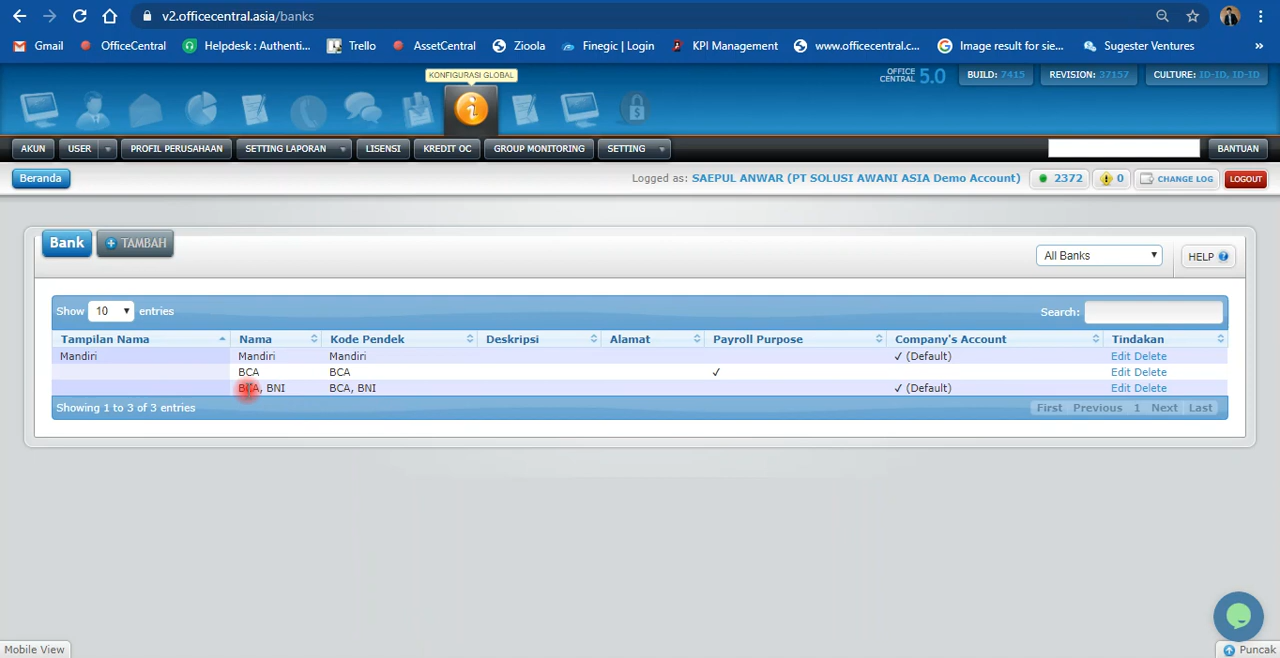 v2.officecentral.asia/banks
Gmail OfficeCentral Helpdesk : Authenti... Trello AssetCentral Zioola Finegic | Login KPI Management www.officecentral.c... Image result for sie... Sugester Ventures »
KONFIGURASI GLOBAL
OFFICE CENTRAL 5.0 BUILD: 7415 REVISION: 37157 CULTURE: ID-ID, ID-ID
AKUN USER PROFIL PERUSAHAAN SETTING LAPORAN LISENSI KREDIT OC GROUP MONITORING SETTING BANTUAN
Beranda Logged as: SAEPUL ANWAR (PT SOLUSI AWANI ASIA Demo Account) 2372 0 CHANGE LOG LOGOUT
Bank TAMBAH All Banks HELP ?
Show 10 entries Search:
Tampilan Nama Nama Kode Pendek Deskripsi Alamat Payroll Purpose Company's Account Tindakan
Mandiri Mandiri Mandiri ✓ (Default) Edit Delete
BCA BCA ✓ Edit Delete
BCA, BNI BCA, BNI ✓ (Default) Edit Delete
Showing 1 to 3 of 3 entries First Previous 1 Next Last
Mobile View Puncak